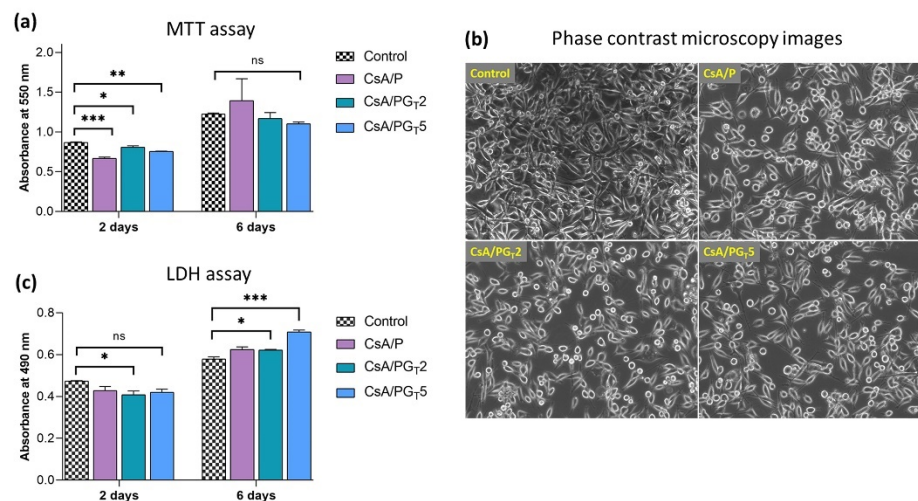 (a)
MTT assay
Absorbance at 550 nm
2.0
1.5
1.0
0.5
0.0
**
*
***
ns
2 days
6 days
Control
CsA/P
CsA/PGT2
CsA/PGT5
(b)
Phase contrast microscopy images
Control
CsA/P
CsA/PGT2
CsA/PGT5
(c)
LDH assay
Absorbance at 490 nm
0.8
0.6
0.4
0.2
0.0
ns
*
***
*
2 days
6 days
Control
CsA/P
CsA/PGT2
CsA/PGT5